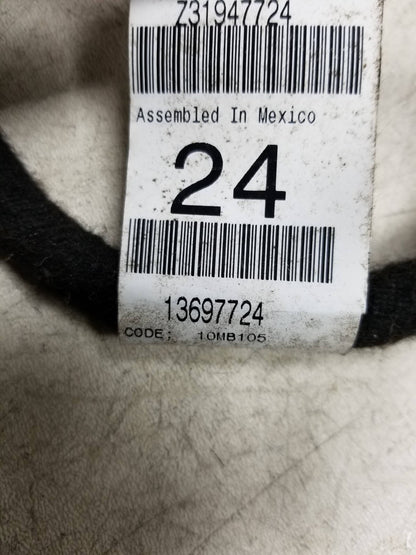 Z31947724
Assembled In Mexico
24
13697724
CODE; 10MB105